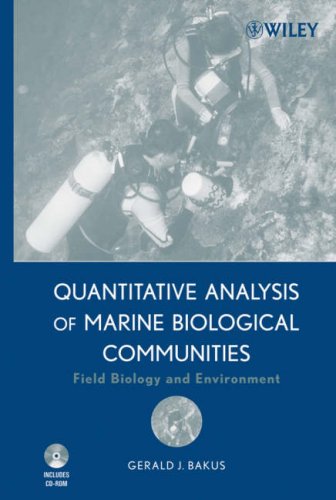 WILEY
QUANTITATIVE ANALYSIS
OF MARINE BIOLOGICAL
COMMUNITIES
Field Biology and Environment
INCLUDES
CD-ROM
GERALD J. BAKUS